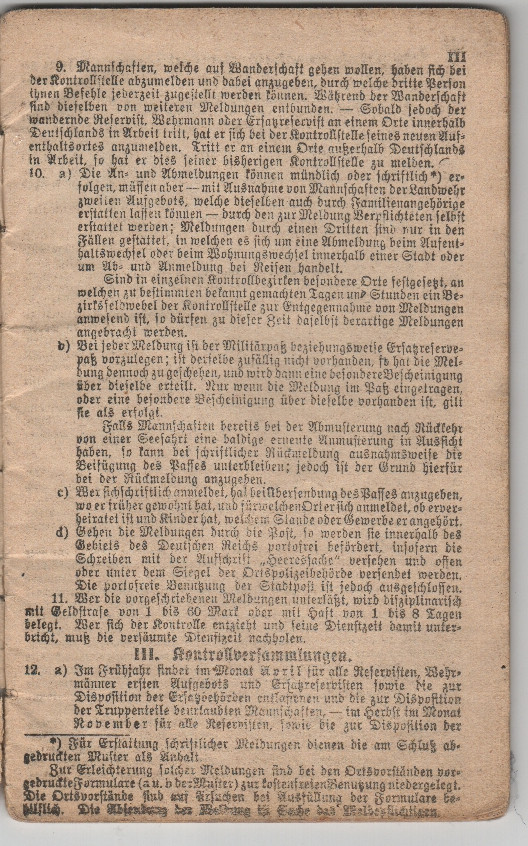 III
9. Mannschaften, welche auf Wanderschaft gehen wollen, haben sich bei
der Kontrollstelle abzumelden und dabei anzugeben, durch welche dritte Person
ihnen Befehle jederzeit zugestellt werden können. Während der Wanderschaft
sind dieselben von weiteren Meldungen entbunden. — Sobald jedoch der
wandernde Reservist, Wehrmann oder Ersatzreservist an einem Orte innerhalb
Deutschlands in Arbeit tritt, hat er sich bei der Kontrollstelle seines neuen Auf-
enthaltsortes anzumelden. Tritt er an einem Orte außerhalb Deutschlands
in Arbeit, so hat er dies seiner bisherigen Kontrollstelle zu melden.
10. a) Die An- und Abmeldungen können mündlich oder schriftlich*) er-
folgen, müssen aber — mit Ausnahme von Mannschaften der Landwehr
zweiten Aufgebots, welche dieselben auch durch Familienangehörige
erstatten lassen können — durch den zur Meldung Verpflichteten selbst
erstattet werden; Meldungen durch einen Dritten sind nur in den
Fällen gestattet, in welchen es sich um eine Abmeldung beim Aufent-
haltswechsel oder beim Wohnungswechsel innerhalb einer Stadt oder
um Ab- und Anmeldung bei Reisen handelt.
Sind in einzelnen Kontrollbezirken besondere Orte festgesetzt, an
welchen zu bestimmten bekannt gemachten Tagen und Stunden ein Be-
zirksfeldwebel der Kontrollstelle zur Entgegennahme von Meldungen
anwesend ist, so dürfen zu dieser Zeit daselbst derartige Meldungen
angebracht werden.
b) Bei jeder Meldung ist der Militärpaß beziehungsweise Ersatzreserve-
paß vorzulegen; ist derselbe zufällig nicht vorhanden, so hat die Mel-
dung dennoch zu geschehen, und wird dann eine besondere Bescheinigung
über dieselbe erteilt. Nur wenn die Meldung im Paß eingetragen,
oder eine besondere Bescheinigung über dieselbe vorhanden ist, gilt
sie als erfolgt.
Falls Mannschaften bereits bei der Abmusterung nach Rückkehr
von einer Seefahrt eine baldige erneute Anmusterung in Aussicht
haben, so kann bei schriftlicher Rückmeldung ausnahmsweise die
Beifügung des Passes unterbleiben; jedoch ist der Grund hierfür
bei der Rückmeldung anzugeben.
c) Wer sich schriftlich anmeldet, hat bei Übersendung des Passes anzugeben,
wo er früher gewohnt hat, und für welchen Ort er sich anmeldet, ob er ver-
heiratet ist und Kinder hat, welchem Stande oder Gewerbe er angehört.
d) Gehen die Meldungen durch die Post, so werden sie innerhalb des
Gebiets des Deutschen Reichs portofrei befördert, insofern die
Schreiben mit der Aufschrift „Heeressache“ versehen und offen
oder unter dem Siegel der Ortspolizeibehörde versendet werden.
Die portofreie Benutzung der Stadtpost ist jedoch ausgeschlossen.
11. Wer die vorgeschriebenen Meldungen unterläßt, wird disziplinarisch
mit Geldstrafe von 1 bis 60 Mark oder mit Haft von 1 bis 8 Tagen
belegt. Wer sich der Kontrolle entzieht und seine Dienstzeit damit unter-
bricht, muß die versäumte Dienstzeit nachholen.
III. Kontrollversammlungen.
12. a) Im Frühjahr findet im Monat April für alle Reservisten, Wehr-
männer ersten Aufgebots und Ersatzreservisten sowie die zur
Disposition der Ersatzbehörden entlassenen und die zur Disposition
der Truppenteile beurlaubten Mannschaften, — im Herbst im Monat
November für alle Reservisten, sowie die zur Disposition der
*) Für Erstattung schriftlicher Meldungen dienen die am Schluß ab-
gedruckten Muster als Anhalt.
Zur Erleichterung solcher Meldungen sind bei den Ortsvorständen vor-
gedruckte Formulare (a u. b der Muster) zur kostenfreien Benutzung niedergelegt.
Die Ortsvorstände sind auf Ersuchen bei Ausfüllung der Formulare be-
hilflich. Die Absendung der Meldung ist Sache des Meldepflichtigen.